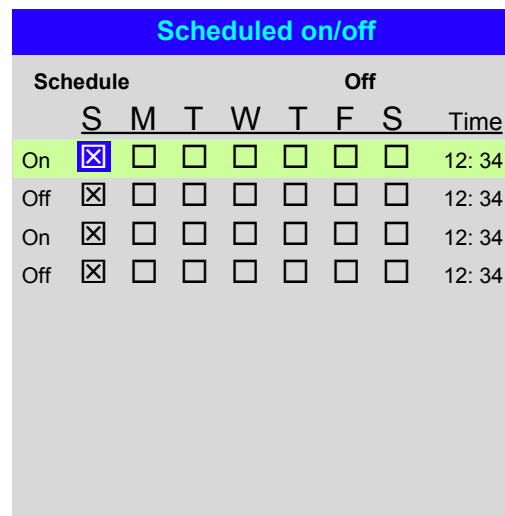 Scheduled on/off
Schedule Off
S M T W T F S Time
On ☒ ☐ ☐ ☐ ☐ ☐ ☐ 12: 34
Off ☒ ☐ ☐ ☐ ☐ ☐ ☐ 12: 34
On ☒ ☐ ☐ ☐ ☐ ☐ ☐ 12: 34
Off ☒ ☐ ☐ ☐ ☐ ☐ ☐ 12: 34